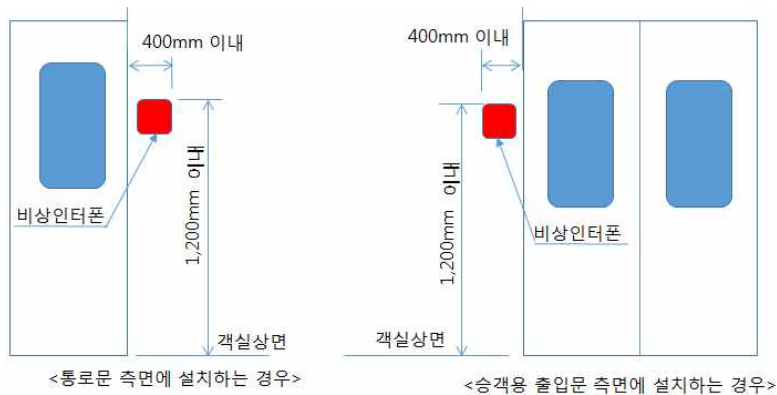 400mm 이내
비상인터폰
1,200mm 이내
객실상면
<통로문 측면에 설치하는 경우>
400mm 이내
비상인터폰
1,200mm 이내
객실상면
<승객용 출입문 측면에 설치하는 경우>